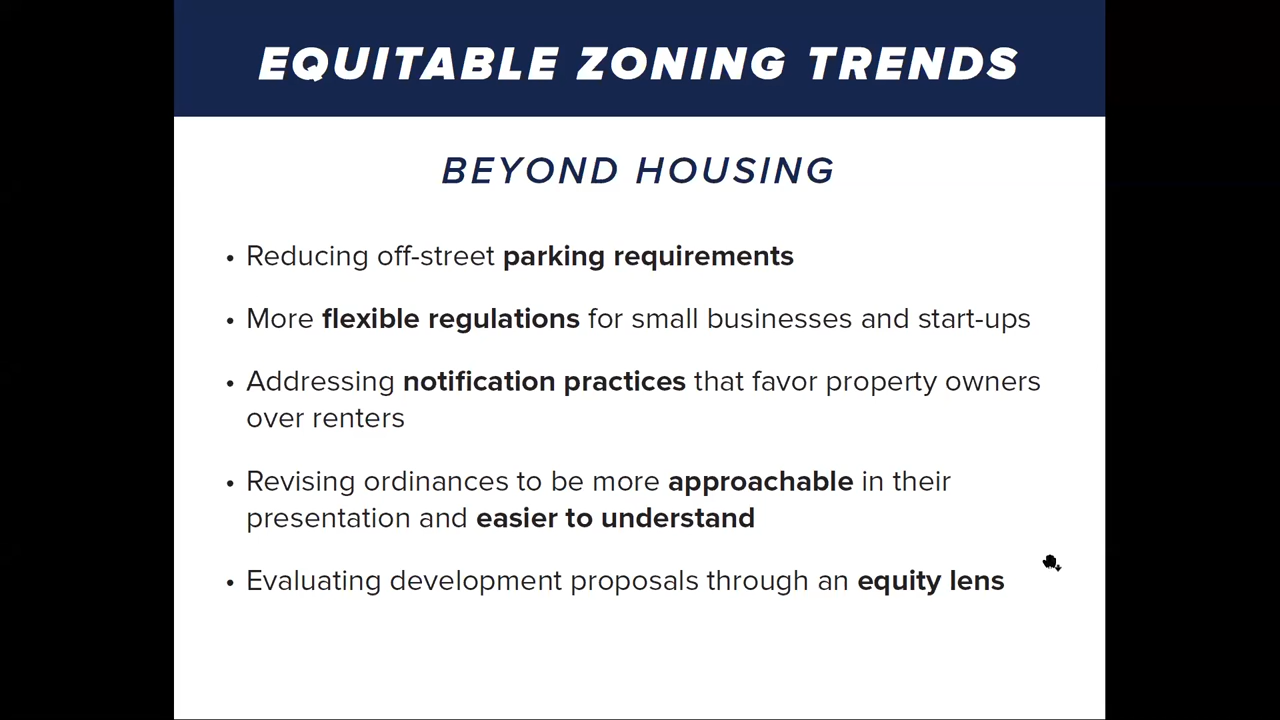 EQUITABLE ZONING TRENDS
BEYOND HOUSING
• Reducing off-street parking requirements
• More flexible regulations for small businesses and start-ups
• Addressing notification practices that favor property owners
over renters
• Revising ordinances to be more approachable in their
presentation and easier to understand
• Evaluating development proposals through an equity lens